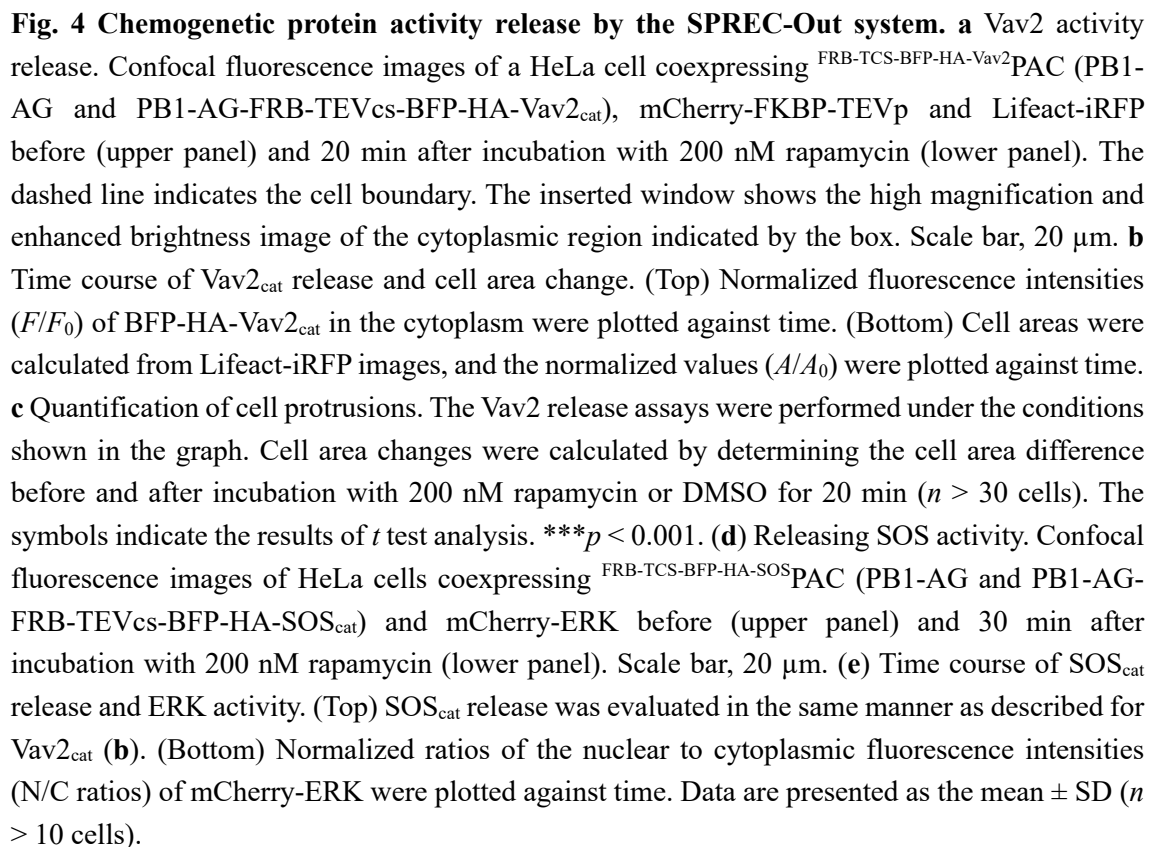 Fig. 4 Chemogenetic protein activity release by the SPREC-Out system. a Vav2 activity
release. Confocal fluorescence images of a HeLa cell coexpressing FRB-TCS-BFP-HA-Vav2PAC (PB1-
AG and PB1-AG-FRB-TEVcs-BFP-HA-Vav2cat), mCherry-FKBP-TEVp and Lifeact-iRFP
before (upper panel) and 20 min after incubation with 200 nM rapamycin (lower panel). The
dashed line indicates the cell boundary. The inserted window shows the high magnification and
enhanced brightness image of the cytoplasmic region indicated by the box. Scale bar, 20 μm. b
Time course of Vav2cat release and cell area change. (Top) Normalized fluorescence intensities
(F/F0) of BFP-HA-Vav2cat in the cytoplasm were plotted against time. (Bottom) Cell areas were
calculated from Lifeact-iRFP images, and the normalized values (A/A0) were plotted against time.
c Quantification of cell protrusions. The Vav2 release assays were performed under the conditions
shown in the graph. Cell area changes were calculated by determining the cell area difference
before and after incubation with 200 nM rapamycin or DMSO for 20 min (n > 30 cells). The
symbols indicate the results of t test analysis. ***p < 0.001. (d) Releasing SOS activity. Confocal
fluorescence images of HeLa cells coexpressing FRB-TCS-BFP-HA-SOSPAC (PB1-AG and PB1-AG-
FRB-TEVcs-BFP-HA-SOScat) and mCherry-ERK before (upper panel) and 30 min after
incubation with 200 nM rapamycin (lower panel). Scale bar, 20 μm. (e) Time course of SOScat
release and ERK activity. (Top) SOScat release was evaluated in the same manner as described for
Vav2cat (b). (Bottom) Normalized ratios of the nuclear to cytoplasmic fluorescence intensities
(N/C ratios) of mCherry-ERK were plotted against time. Data are presented as the mean ± SD (n
> 10 cells).